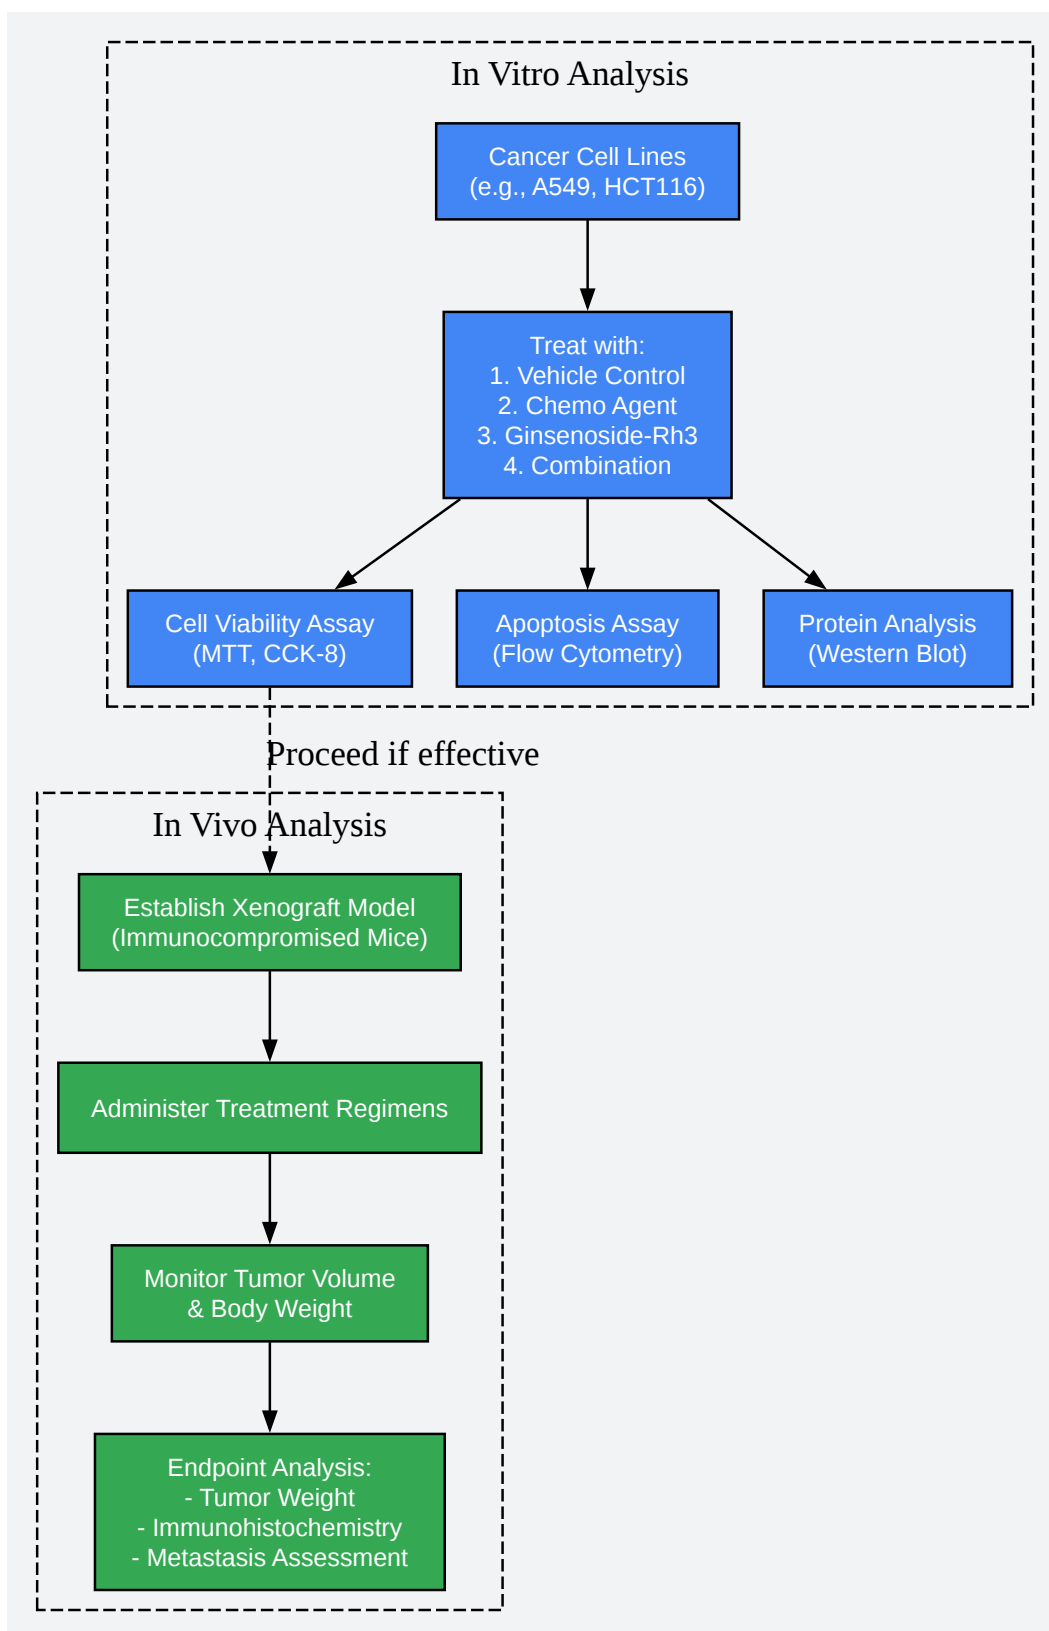 In Vitro Analysis
Cancer Cell Lines
(e.g., A549, HCT116)
Treat with:
1. Vehicle Control
2. Chemo Agent
3. Ginsenoside-Rh3
4. Combination
Cell Viability Assay
(MTT, CCK-8)
Apoptosis Assay
(Flow Cytometry)
Protein Analysis
(Western Blot)
Proceed if effective
In Vivo Analysis
Establish Xenograft Model
(Immunocompromised Mice)
Administer Treatment Regimens
Monitor Tumor Volume
& Body Weight
Endpoint Analysis:
- Tumor Weight
- Immunohistochemistry
- Metastasis Assessment